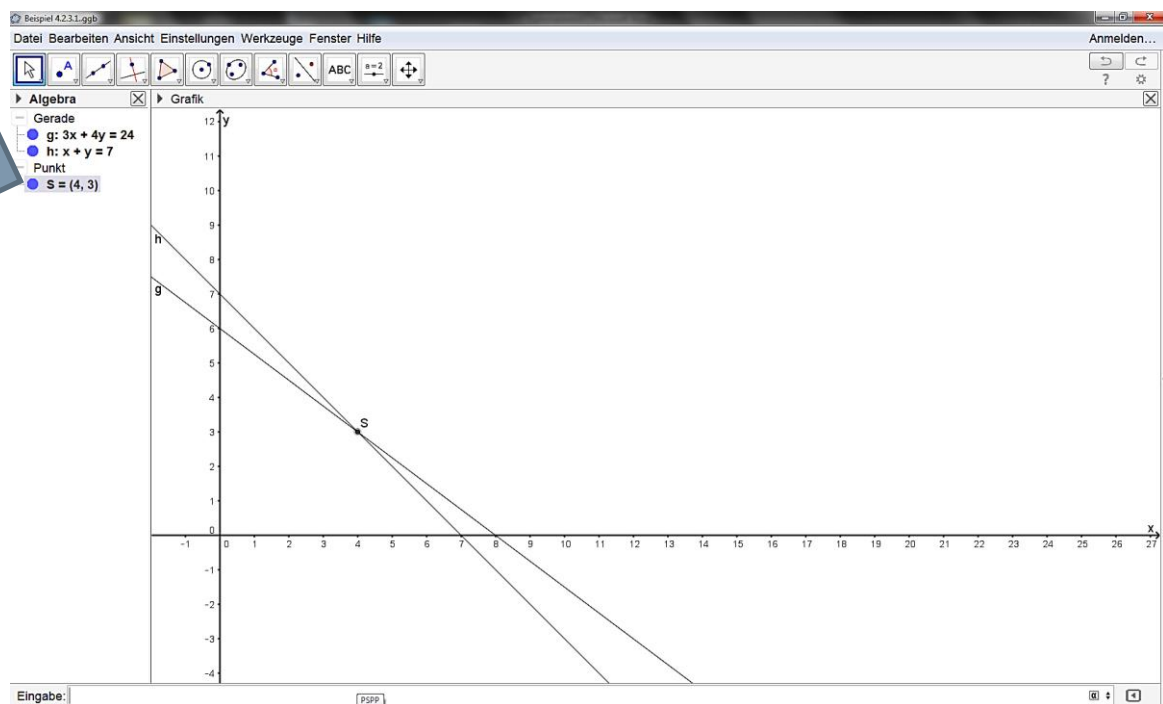 Beispiel 4.2.3.1..ggb
Datei Bearbeiten Ansicht Einstellungen Werkzeuge Fenster Hilfe
Anmelden...
A
ABC
a=2
?
Algebra
Grafik
Gerade
g: 3x + 4y = 24
h: x + y = 7
Punkt
S = (4, 3)
y
12
11
10
9
h
8
g
7
6
5
4
S
3
2
1
0
x
-1 0 1 2 3 4 5 6 7 8 9 10 11 12 13 14 15 16 17 18 19 20 21 22 23 24 25 26 27
-1
-2
-3
-4
Eingabe:
PSPP
α